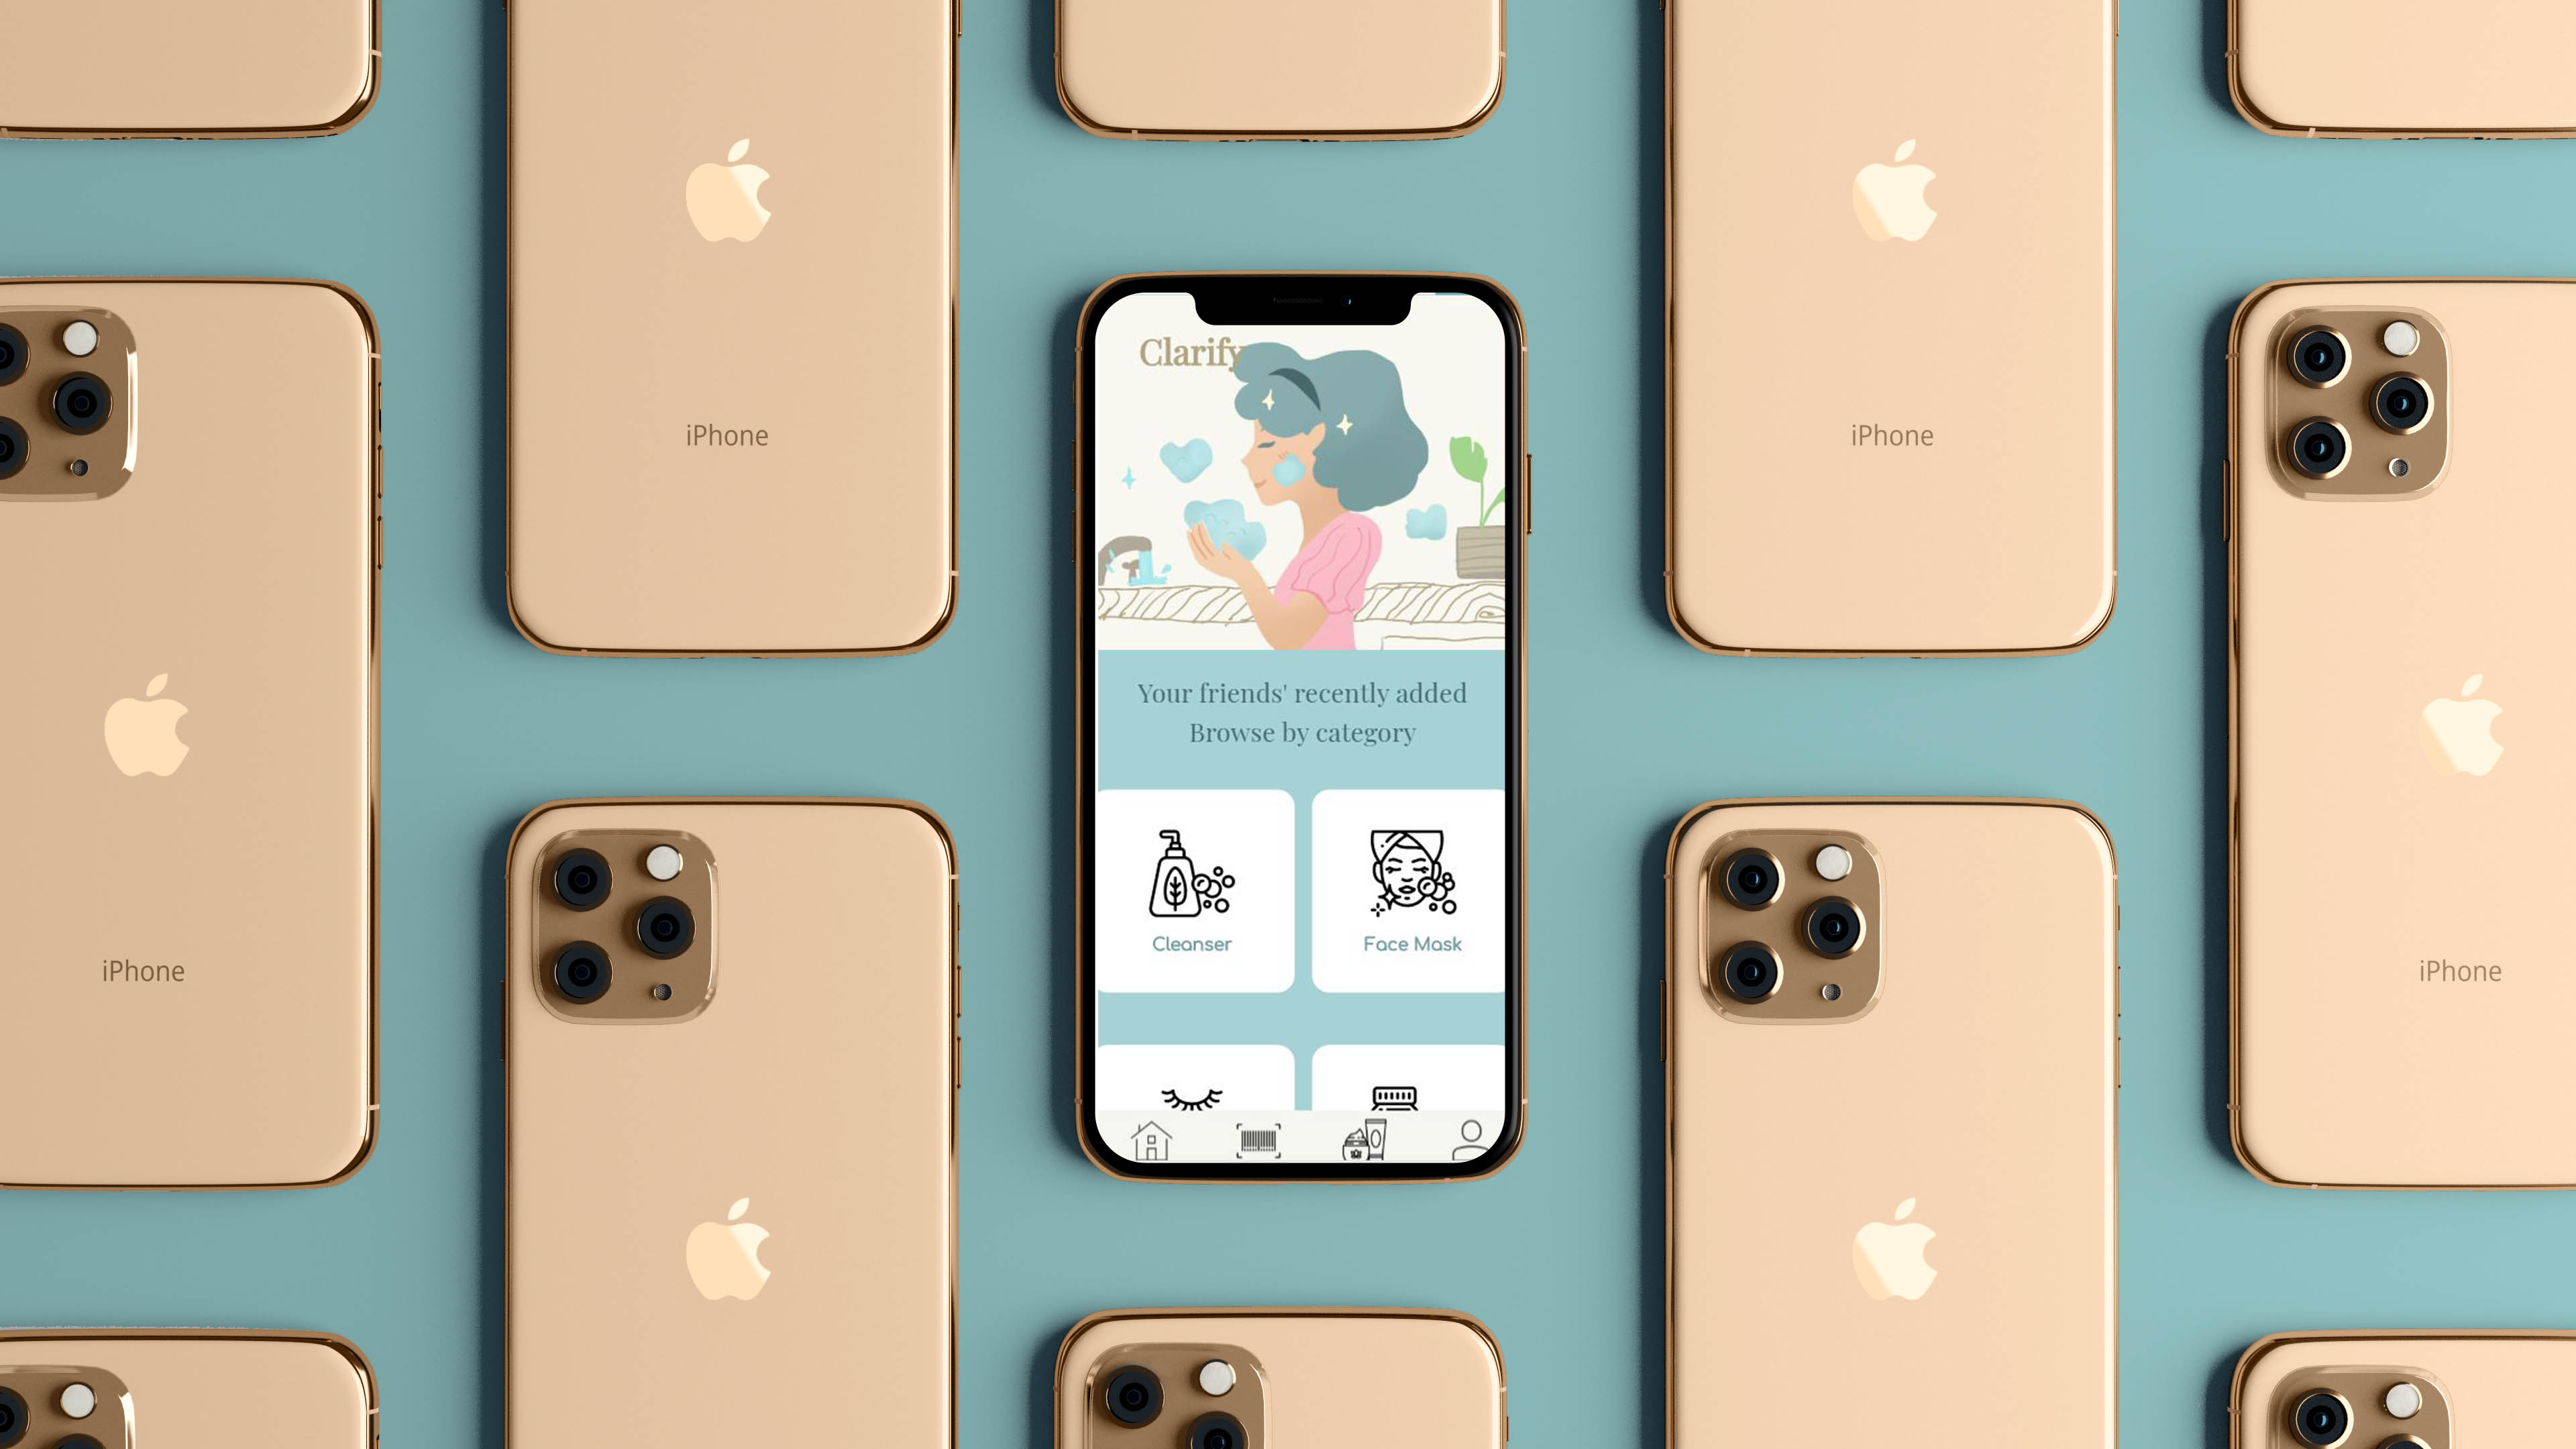 iPhone
iPhone
Clarify
Your friends' recently added
Browse by category
Cleanser
Face Mask
iPhone
iPhone